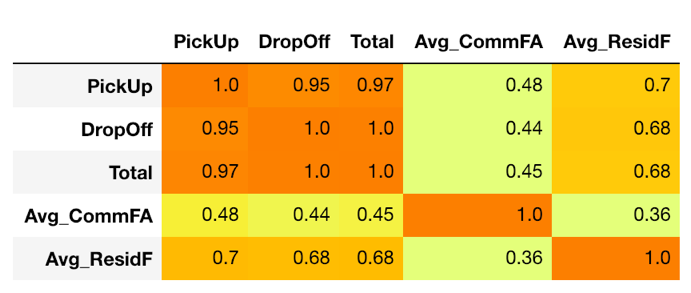 PickUp DropOff Total Avg_CommFA Avg_ResidF
PickUp 1.0 0.95 0.97 0.48 0.7
DropOff 0.95 1.0 1.0 0.44 0.68
Total 0.97 1.0 1.0 0.45 0.68
Avg_CommFA 0.48 0.44 0.45 1.0 0.36
Avg_ResidF 0.7 0.68 0.68 0.36 1.0